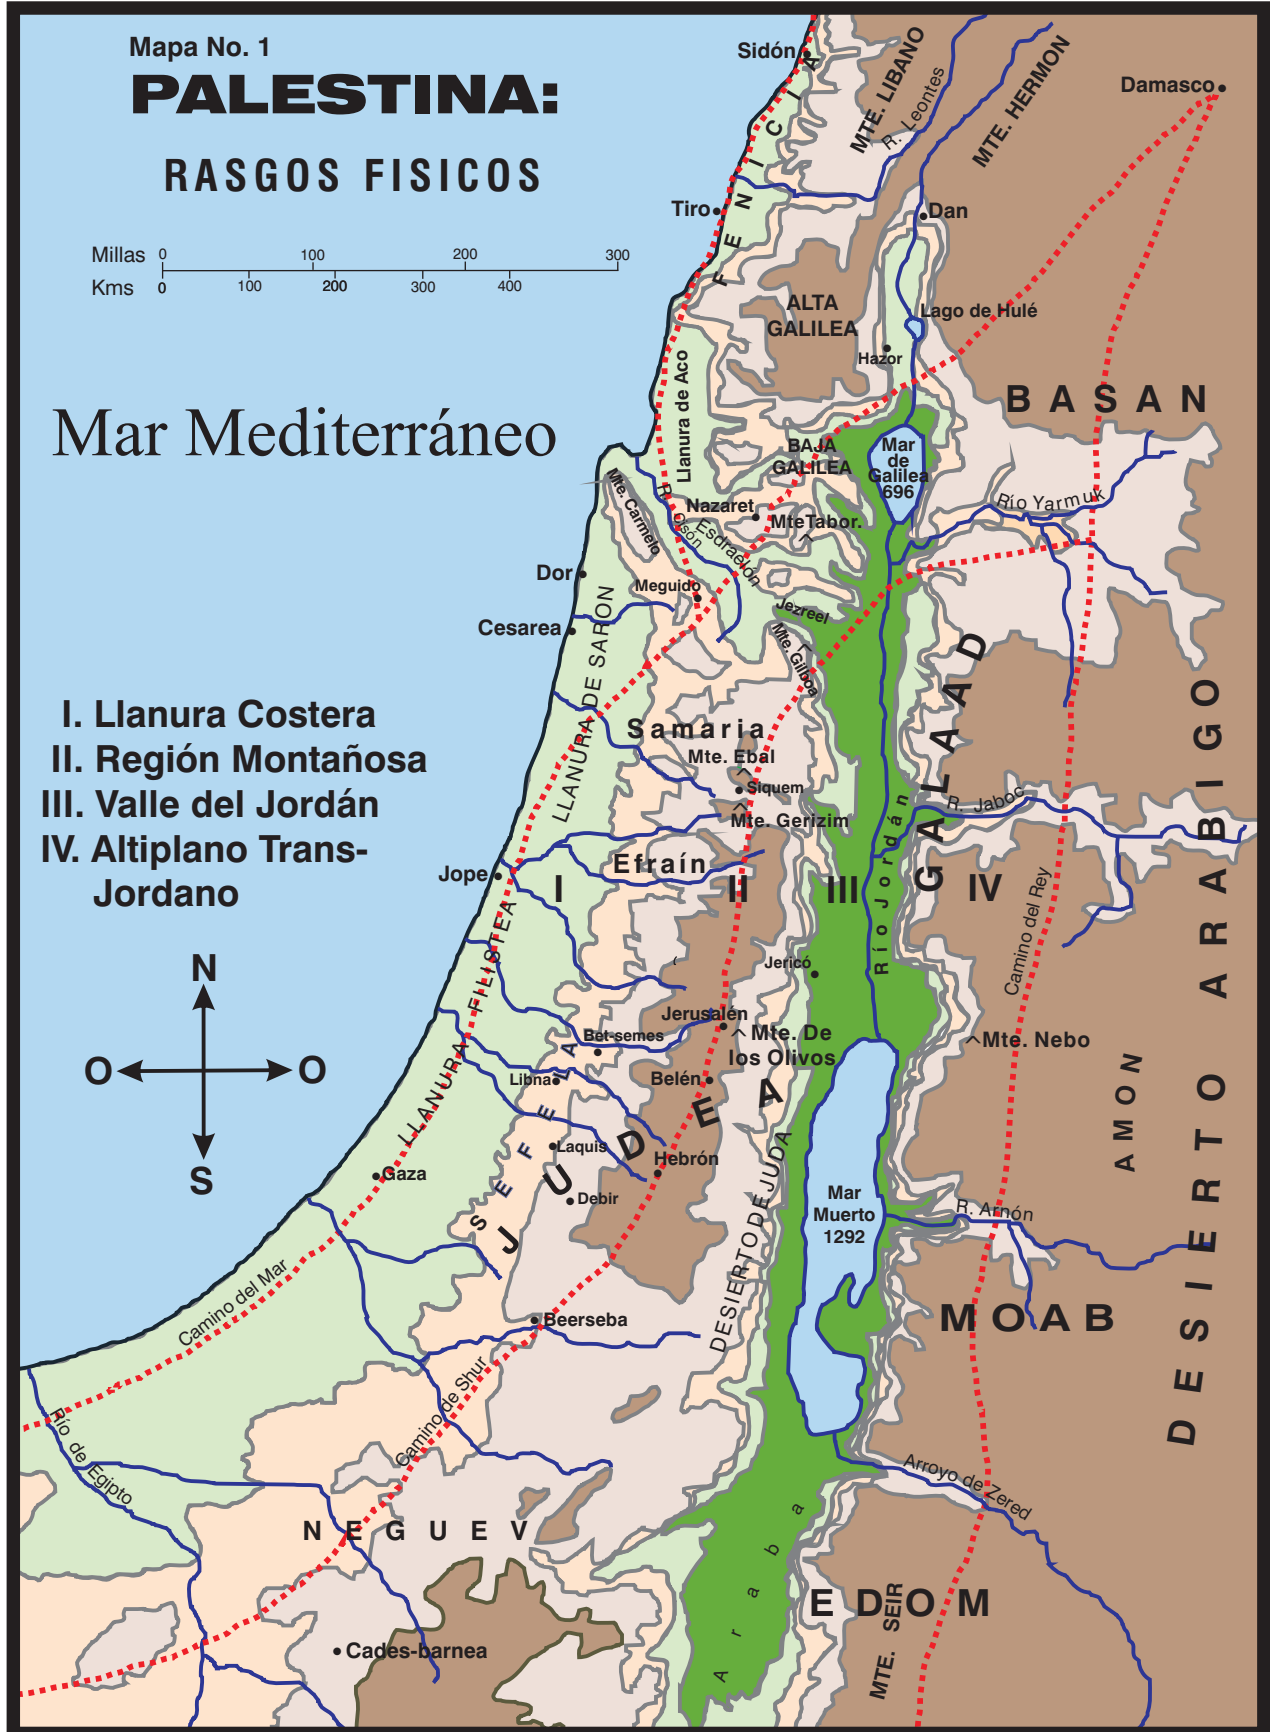 Mapa No. 1
PALESTINA:
RASGOS FISICOS
Millas 0 100 200 300
Kms 0 100 200 300 400
Mar Mediterráneo
I. Llanura Costera
II. Región Montañosa
III. Valle del Jordán
IV. Altiplano Trans-
Jordano
N
O O
S
Sidón
FENICIA
MTE. LIBANO
R. Leontes
MTE. HERMON
Damasco
Tiro
Dan
ALTA
GALILEA
Lago de Hulé
Hazor
Llanura de Aco
BASAN
BAJA
GALILEA
Mar
de
Galilea
696
Mte. Carmelo
R. Cisón
Nazaret
Esdraelón
MteTabor.
Río Yarmuk
Dor
Meguido
Cesarea
Jezreel
Mte. Gilboa
LLANURA DE SARON
GALAAD
Samaria
Mte. Ebal
Siquem
Mte. Gerizim
R. Jaboc
Efraín
Jope
I
II
III
IV
Río Jordán
Camino del Rey
DESIERTO ARABIGO
LLANURA FILISTEA
Jericó
Jerusalén
Mte. De
los Olivos
Bet-semes
Mte. Nebo
Libna
Belén
SEFELA
JUDEA
AMON
Laquis
Hebrón
Debir
Gaza
DESIERTO DE JUDA
Mar
Muerto
1292
R. Arnón
Camino del Mar
MOAB
Beerseba
Camino de Shur
Río de Egipto
Arroyo de Zered
NEGUEV
Araba
EDOM
MTE. SEIR
Cades-barnea